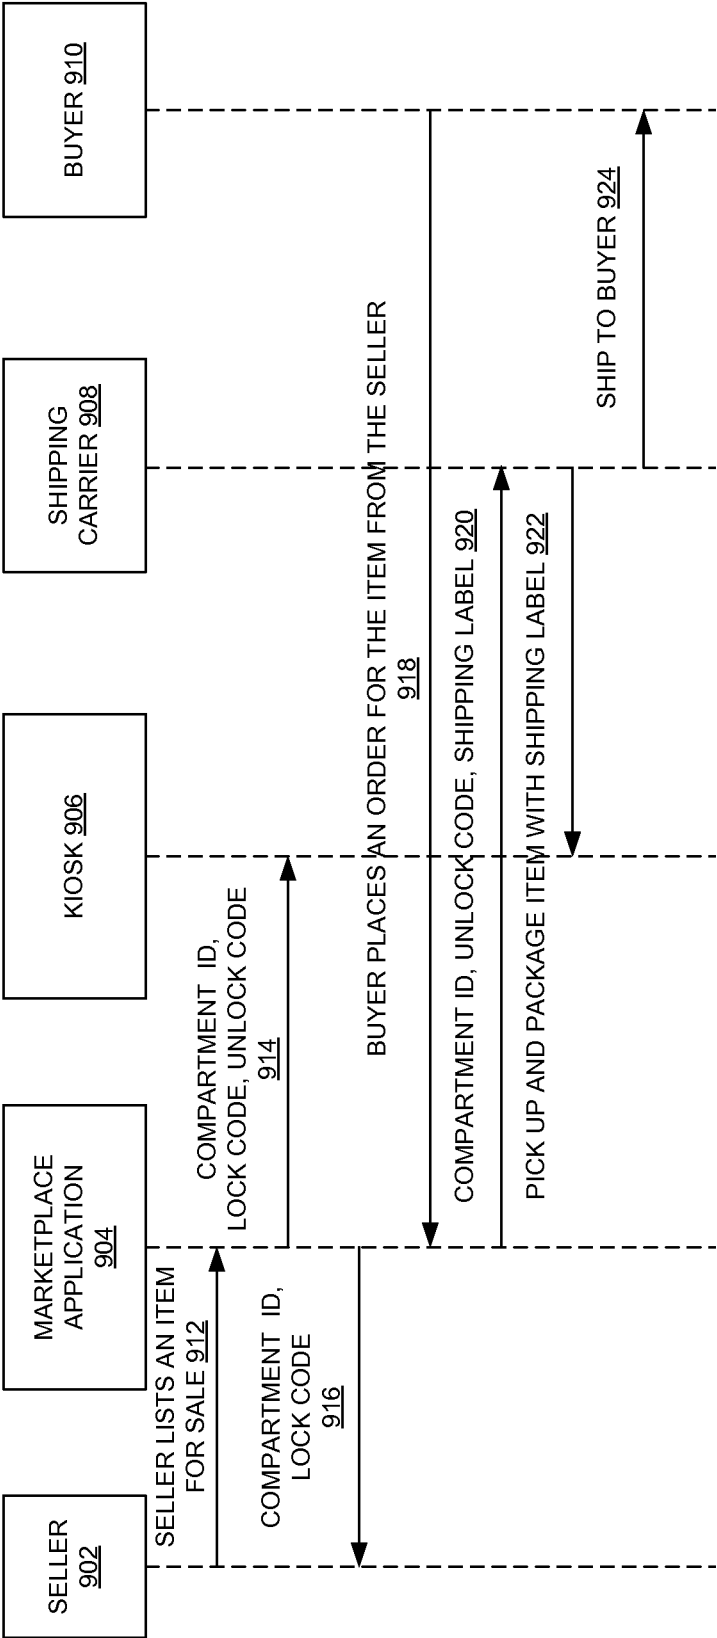 SELLER
902
MARKETPLACE
APPLICATION
904
KIOSK 906
SHIPPING
CARRIER 908
BUYER 910
SELLER LISTS AN ITEM
FOR SALE 912
COMPARTMENT ID,
LOCK CODE, UNLOCK CODE
914
COMPARTMENT ID,
LOCK CODE
916
BUYER PLACES AN ORDER FOR THE ITEM FROM THE SELLER
918
COMPARTMENT ID, UNLOCK CODE, SHIPPING LABEL 920
PICK UP AND PACKAGE ITEM WITH SHIPPING LABEL 922
SHIP TO BUYER 924